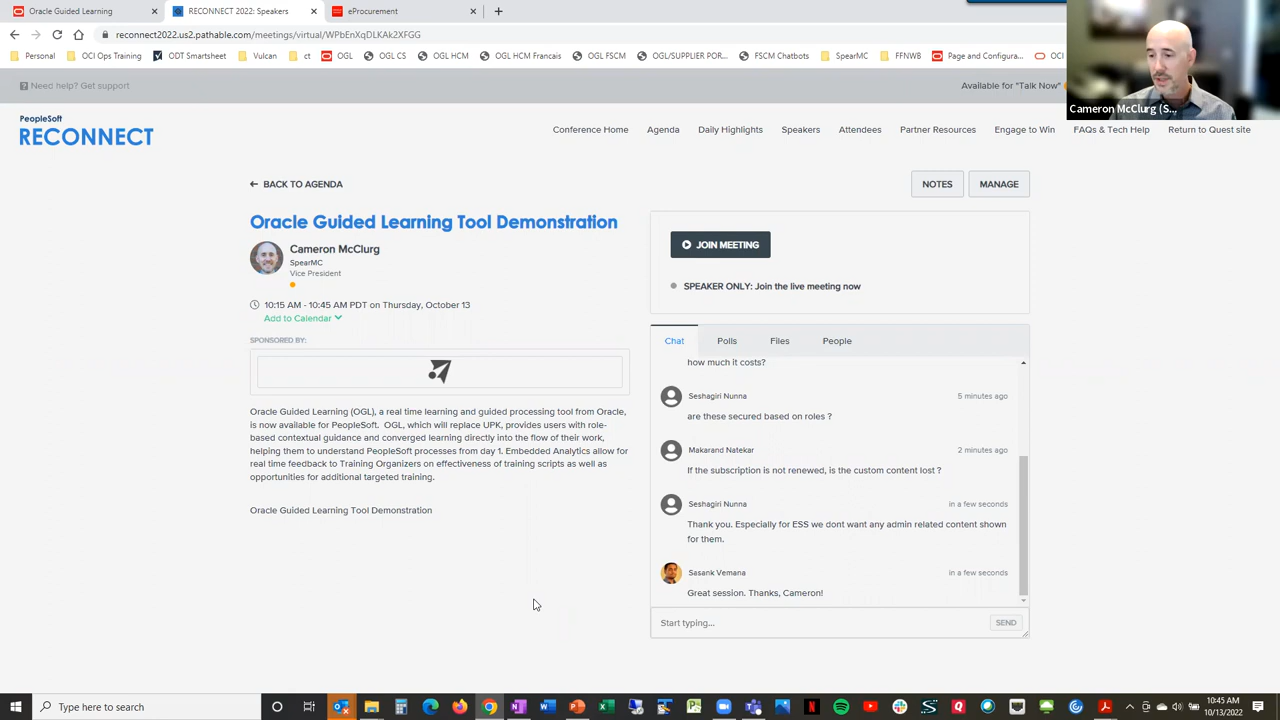 Oracle Guided Learning
RECONNECT 2022: Speakers
eProcurement
reconnect2022.us2.pathable.com/meetings/virtual/WPbEnXqDLKAk2XFGG
Personal
OCI Ops Training
ODT Smartsheet
Vulcan
ct
OGL
OGL CS
OGL HCM
OGL HCM Francais
OGL FSCM
OGL/SUPPLIER POR...
FSCM Chatbots
SpearMC
FFNWB
Page and Configura...
OCI
Need help? Get support
Available for "Talk Now"
Cameron McClurg (S...
PeopleSoft
RECONNECT
Conference Home
Agenda
Daily Highlights
Speakers
Attendees
Partner Resources
Engage to Win
FAQs & Tech Help
Return to Quest site
BACK TO AGENDA
NOTES
MANAGE
Oracle Guided Learning Tool Demonstration
Cameron McClurg
SpearMC
Vice President
10:15 AM - 10:45 AM PDT on Thursday, October 13
Add to Calendar
SPONSORED BY:
Oracle Guided Learning (OGL), a real time learning and guided processing tool from Oracle,
is now available for PeopleSoft. OGL, which will replace UPK, provides users with role-
based contextual guidance and converged learning directly into the flow of their work,
helping them to understand PeopleSoft processes from day 1. Embedded Analytics allow for
real time feedback to Training Organizers on effectiveness of training scripts as well as
opportunities for additional targeted training.
Oracle Guided Learning Tool Demonstration
JOIN MEETING
SPEAKER ONLY: Join the live meeting now
Chat
Polls
Files
People
how much it costs?
Seshagiri Nunna
5 minutes ago
are these secured based on roles ?
Makarand Natekar
2 minutes ago
If the subscription is not renewed, is the custom content lost ?
Seshagiri Nunna
in a few seconds
Thank you. Especially for ESS we dont want any admin related content shown
for them.
Sasank Vemana
in a few seconds
Great session. Thanks, Cameron!
Start typing...
SEND
Type here to search
10:45 AM
10/13/2022